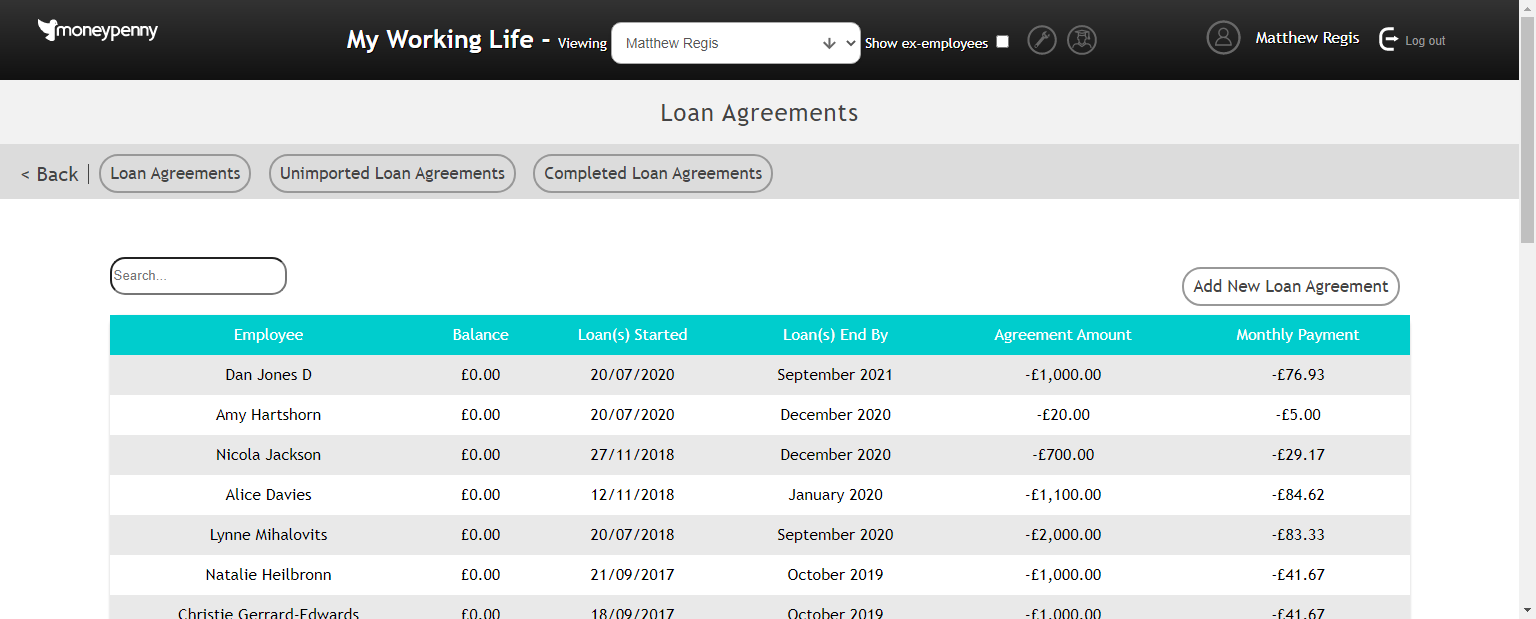 moneypenny
My Working Life - Viewing Matthew Regis Show ex-employees Matthew Regis Log out
Loan Agreements
< Back | Loan Agreements Unimported Loan Agreements Completed Loan Agreements
Search...
Add New Loan Agreement
Employee Balance Loan(s) Started Loan(s) End By Agreement Amount Monthly Payment
Dan Jones D £0.00 20/07/2020 September 2021 -£1,000.00 -£76.93
Amy Hartshorn £0.00 20/07/2020 December 2020 -£20.00 -£5.00
Nicola Jackson £0.00 27/11/2018 December 2020 -£700.00 -£29.17
Alice Davies £0.00 12/11/2018 January 2020 -£1,100.00 -£84.62
Lynne Mihalovits £0.00 20/07/2018 September 2020 -£2,000.00 -£83.33
Natalie Heilbronn £0.00 21/09/2017 October 2019 -£1,000.00 -£41.67
Christie Gerrard-Edwards £0.00 18/09/2017 October 2019 -£1,000.00 -£41.67